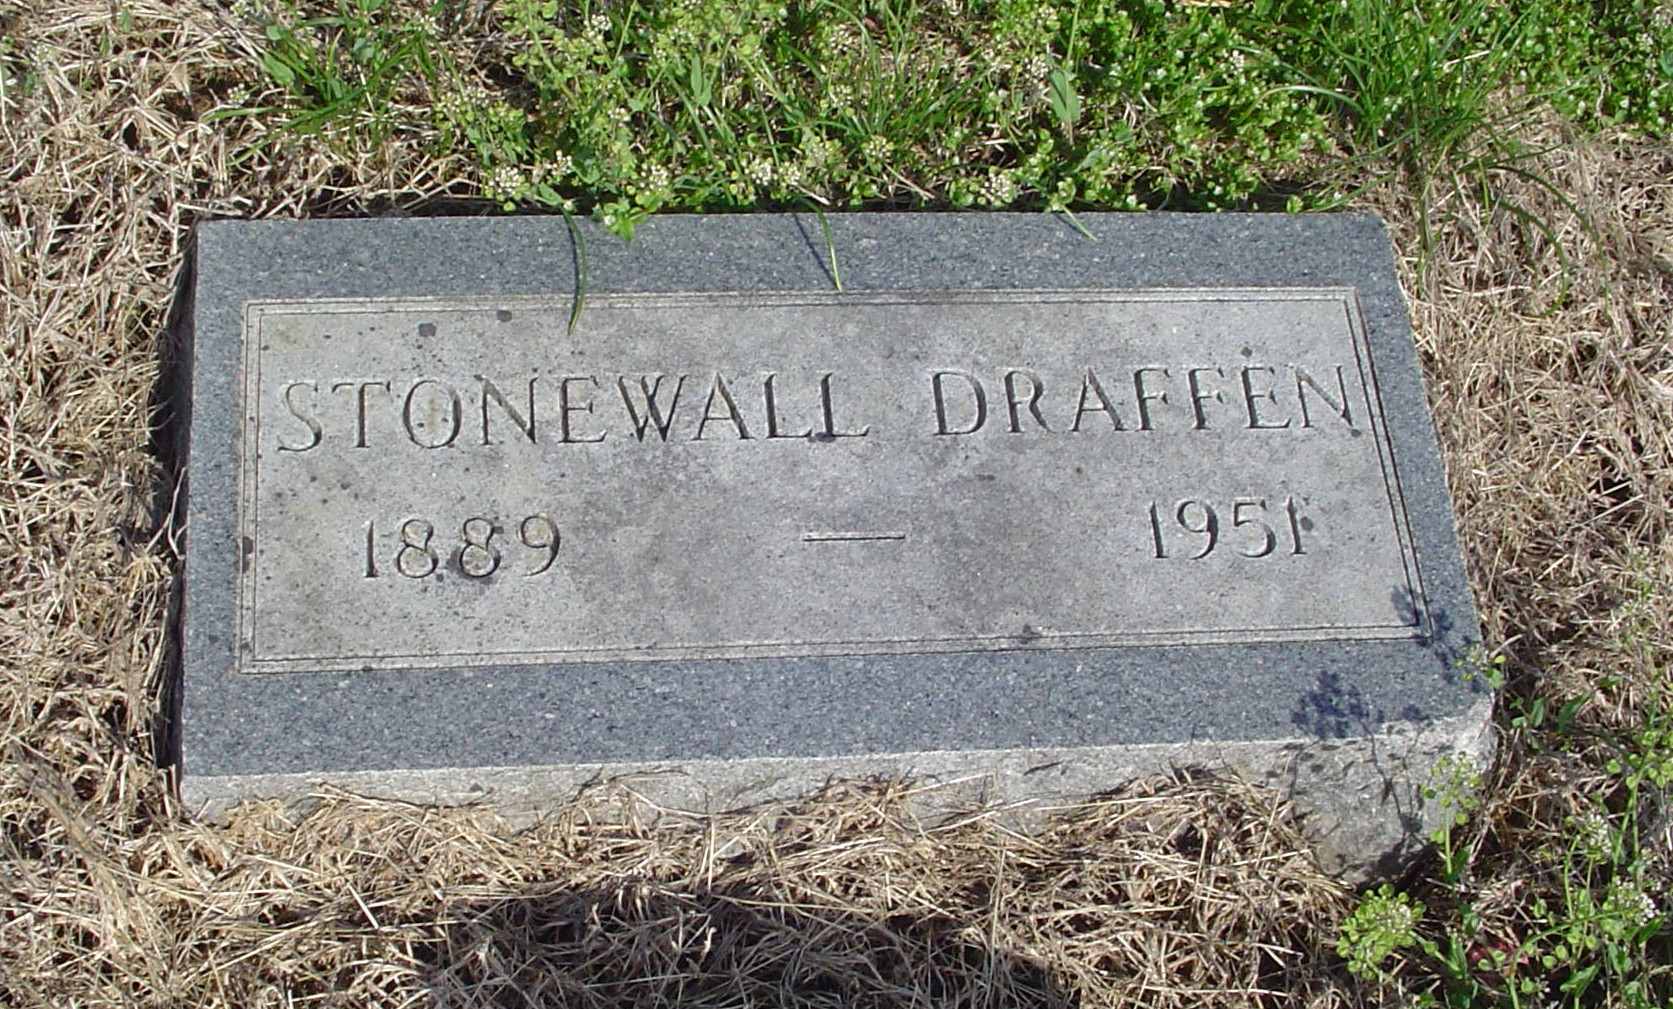 STONEWALL DRAFFEN
1889 — 1951